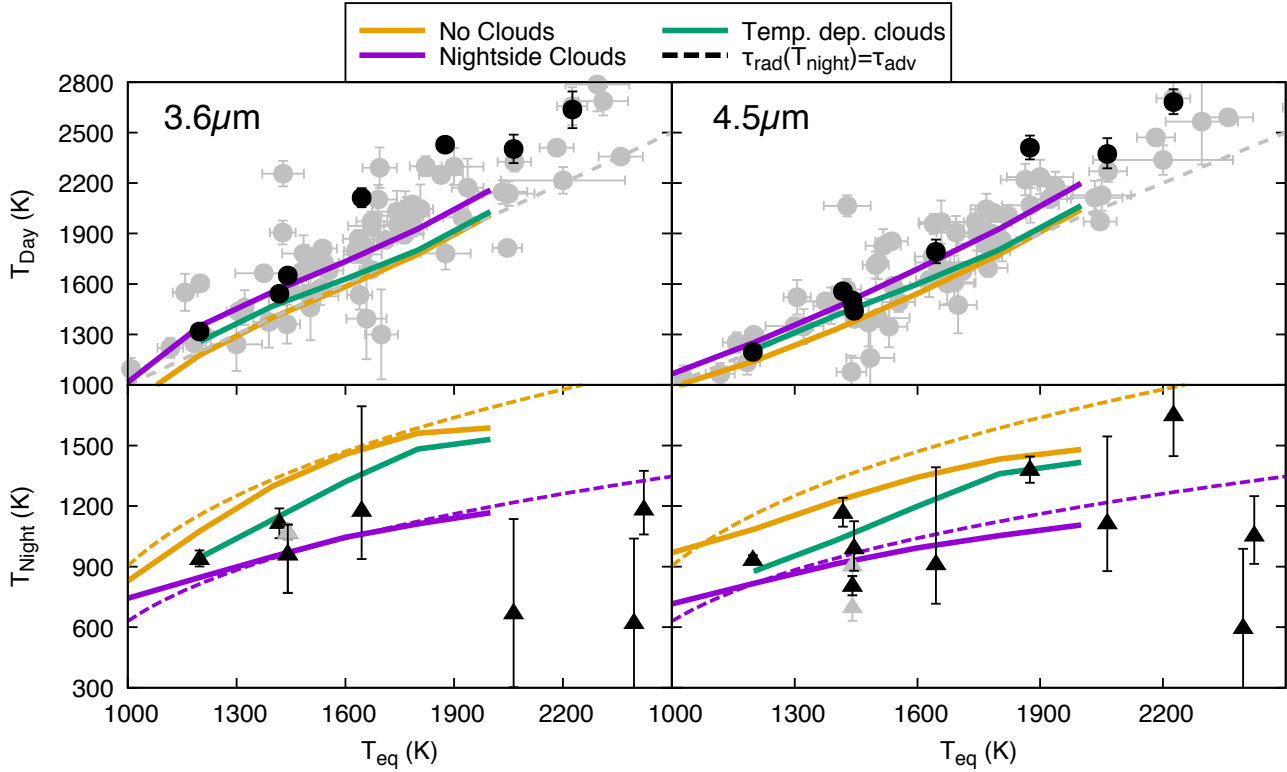 No Clouds
Nightside Clouds
Temp. dep. clouds
τrad(Tnight)=τadv
3.6µm
4.5µm
TDay (K)
2800
2500
2200
1900
1600
1300
1000
TNight (K)
1500
1200
900
600
300
1000 1300 1600 1900 2200 1000 1300 1600 1900 2200
Teq (K) Teq (K)